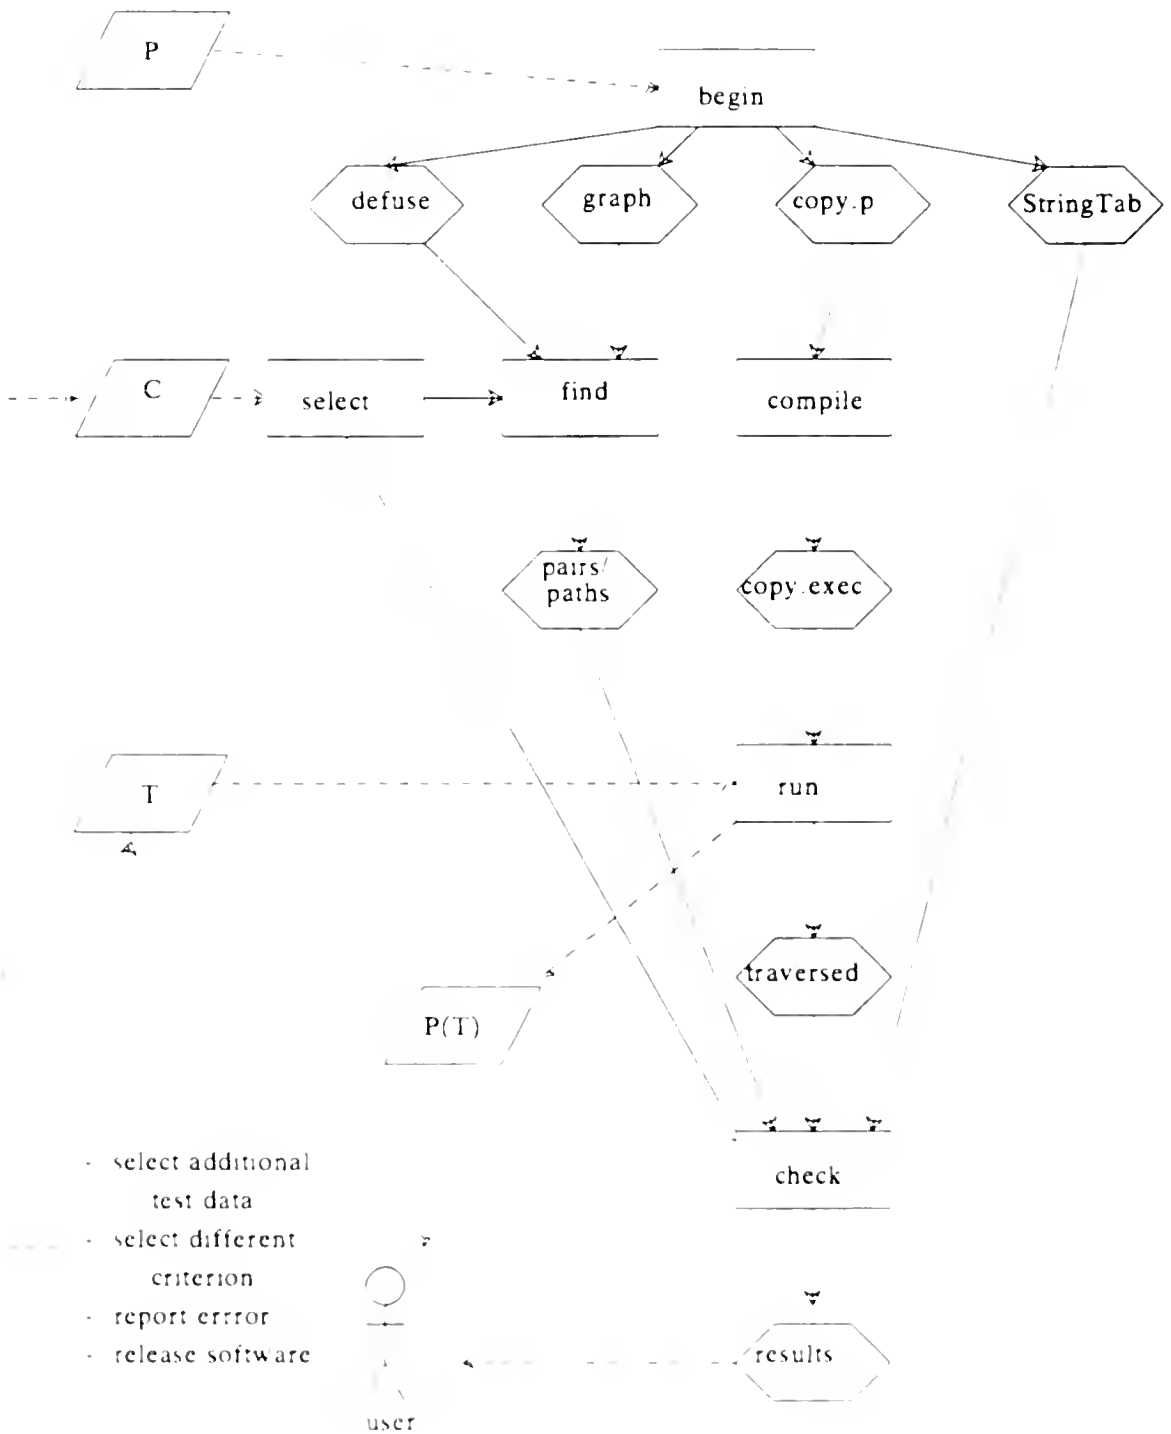 P
begin
defuse
graph
copy.p
StringTab
C
select
find
compile
pairs/
paths
copy.exec
T
run
traversed
P(T)
check
- select additional
test data
- select different
criterion
- report errror
- release software
results
user